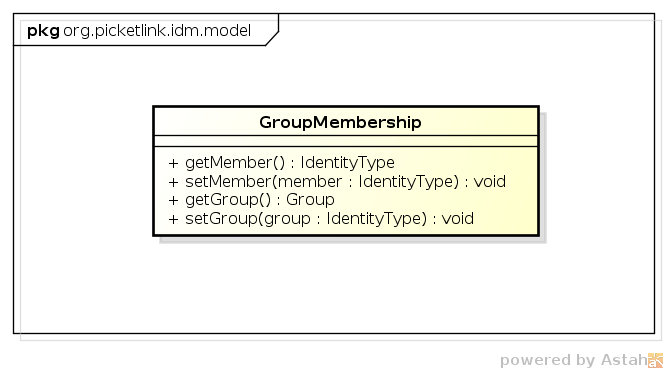 pkg org.picketlink.idm.model
GroupMembership
+ getMember() : IdentityType
+ setMember(member : IdentityType) : void
+ getGroup() : Group
+ setGroup(group : IdentityType) : void
powered by Astah